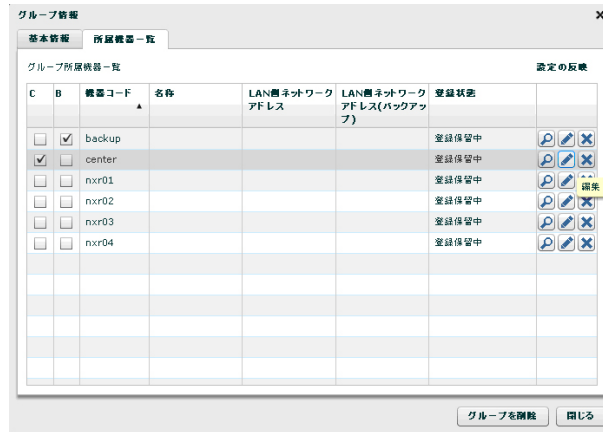 グループ情報
基本情報 所属機器一覧
グループ所属機器一覧 設定の反映
C B 機器コード 名称 LAN側ネットワーク LAN側ネットワーク 登録状態
▲ アドレス アドレス(バックアッ
プ)
backup 登録保留中
center 登録保留中
nxr01 登録保留中
編集
nxr02 登録保留中
nxr03 登録保留中
nxr04 登録保留中
グループを削除 閉じる